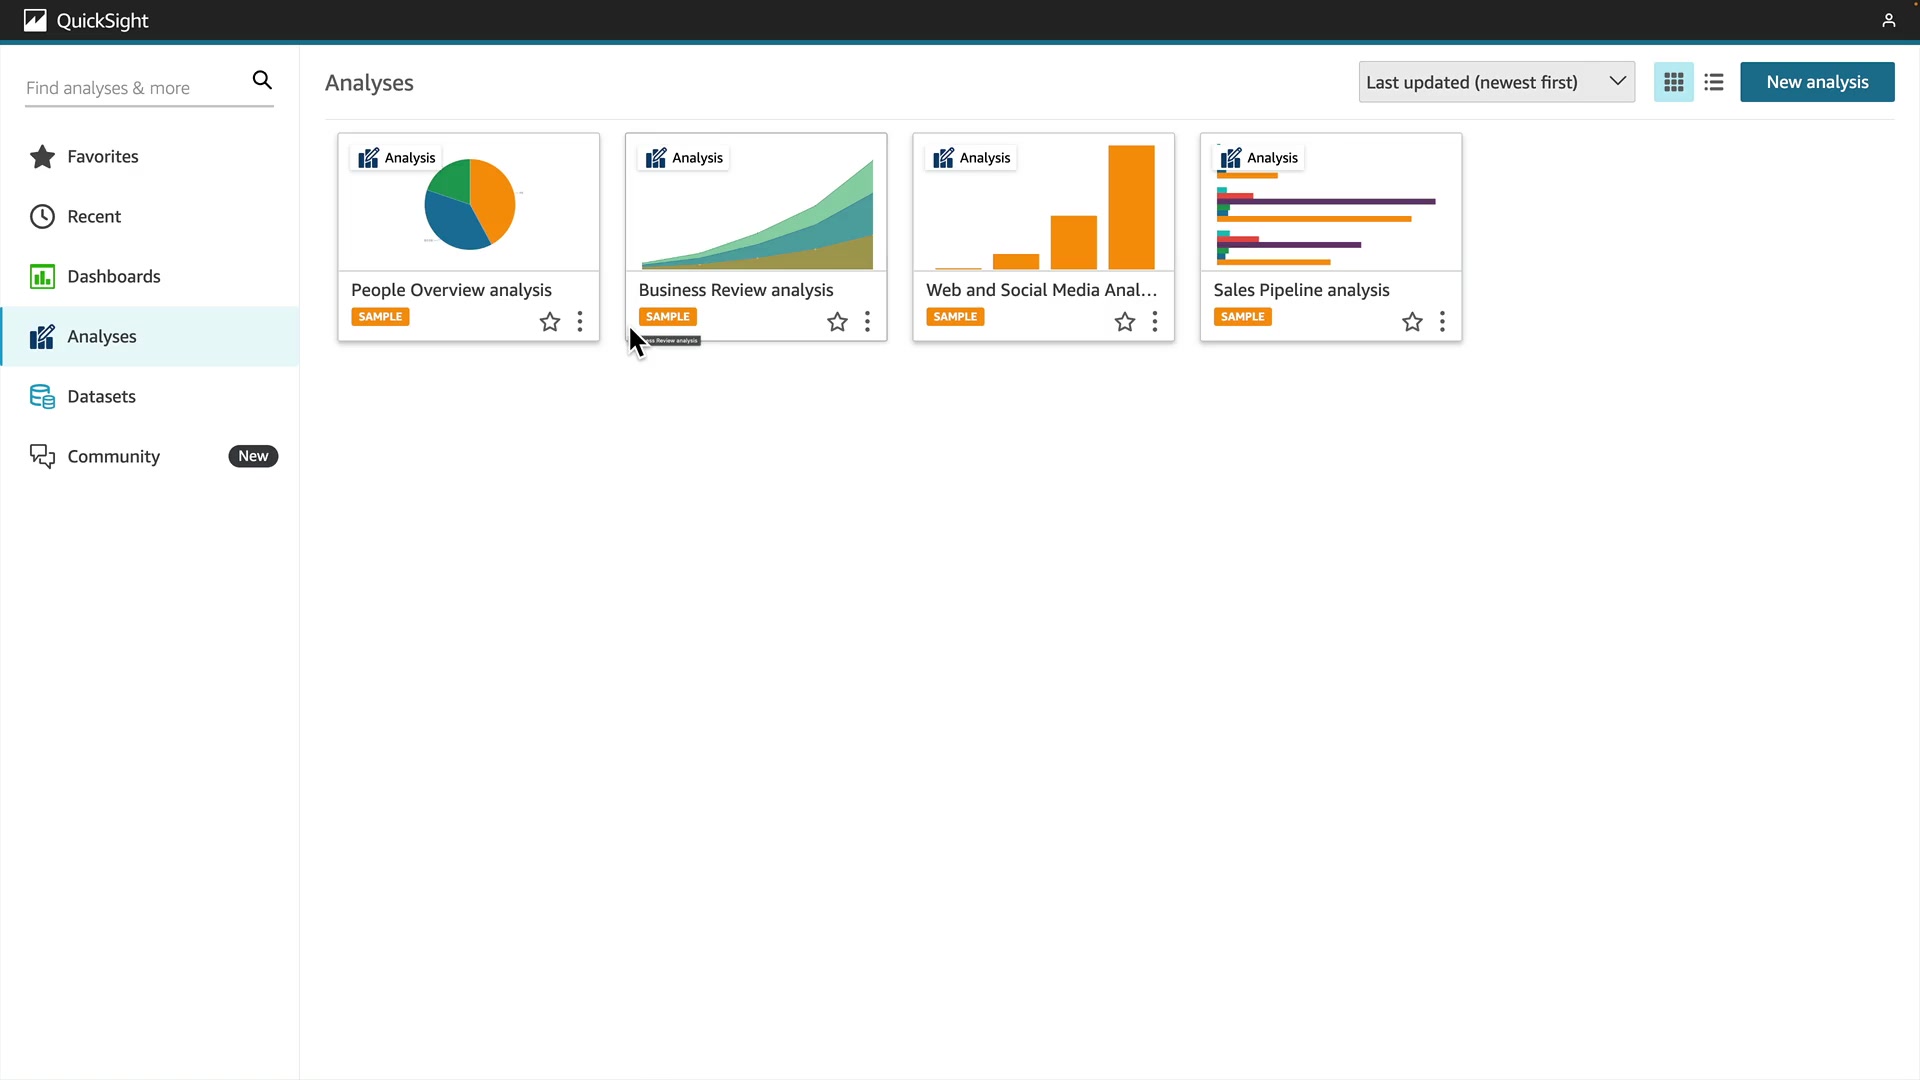 QuickSight
Find analyses & more
Favorites
Recent
Dashboards
Analyses
Datasets
Community
New
Analyses
Last updated (newest first)
New analysis
Analysis
People Overview analysis
SAMPLE
Analysis
Business Review analysis
SAMPLE
Review analysis
Analysis
Web and Social Media Anal...
SAMPLE
Analysis
Sales Pipeline analysis
SAMPLE